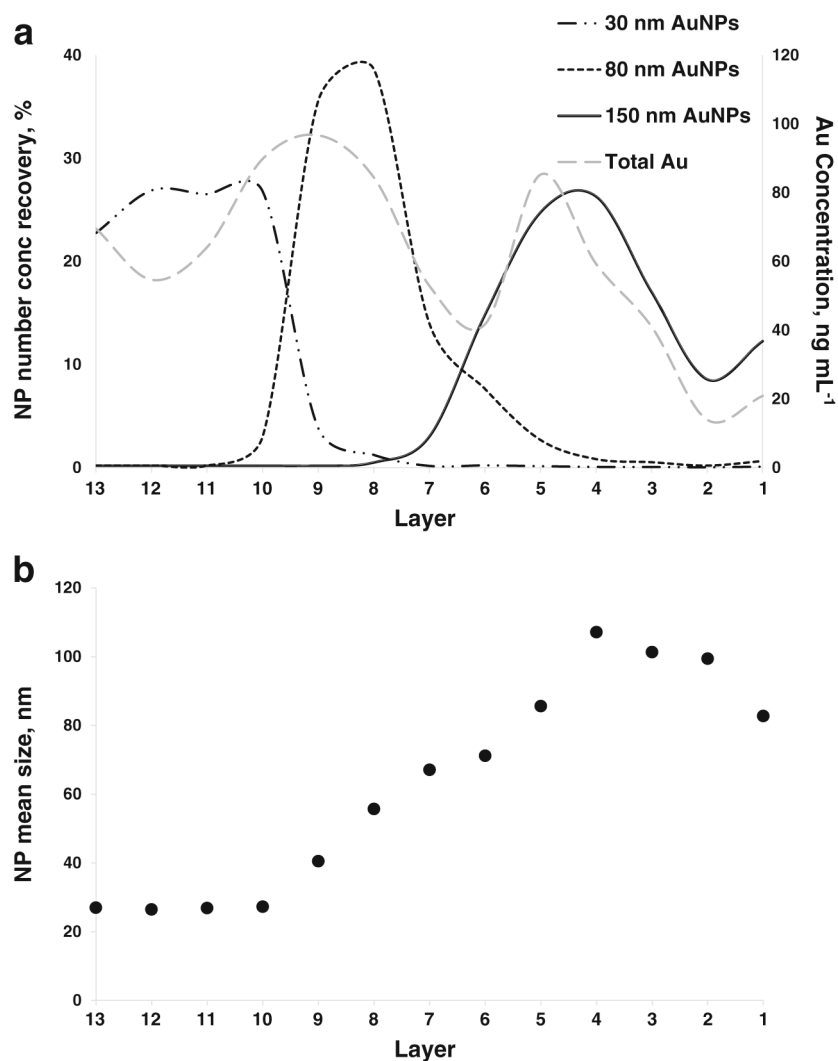 a
30 nm AuNPs
80 nm AuNPs
150 nm AuNPs
Total Au
NP number conc recovery, %
40
30
20
10
0
Au Concentration, ng mL-1
120
100
80
60
40
20
0
13 12 11 10 9 8 7 6 5 4 3 2 1
Layer
b
NP mean size, nm
120
100
80
60
40
20
0
13 12 11 10 9 8 7 6 5 4 3 2 1
Layer